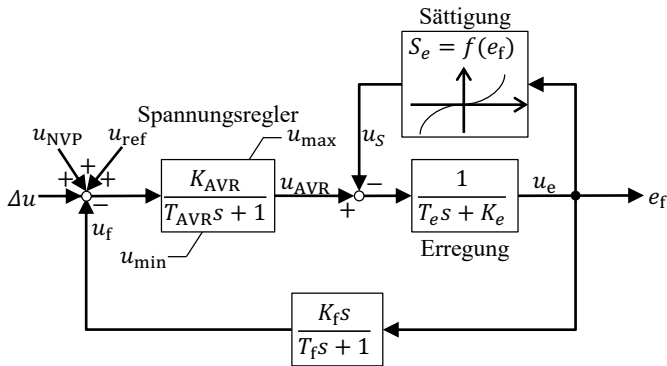 Sättigung
S_e = f(e_f)
Spannungsregler
u_NVP
u_ref
u_max
u_S
+
+
+
K_AVR
T_AVR s + 1
u_AVR
−
1
T_e s + K_e
u_e
e_f
Δu
+
−
u_f
+
u_min
Erregung
K_f s
T_f s + 1